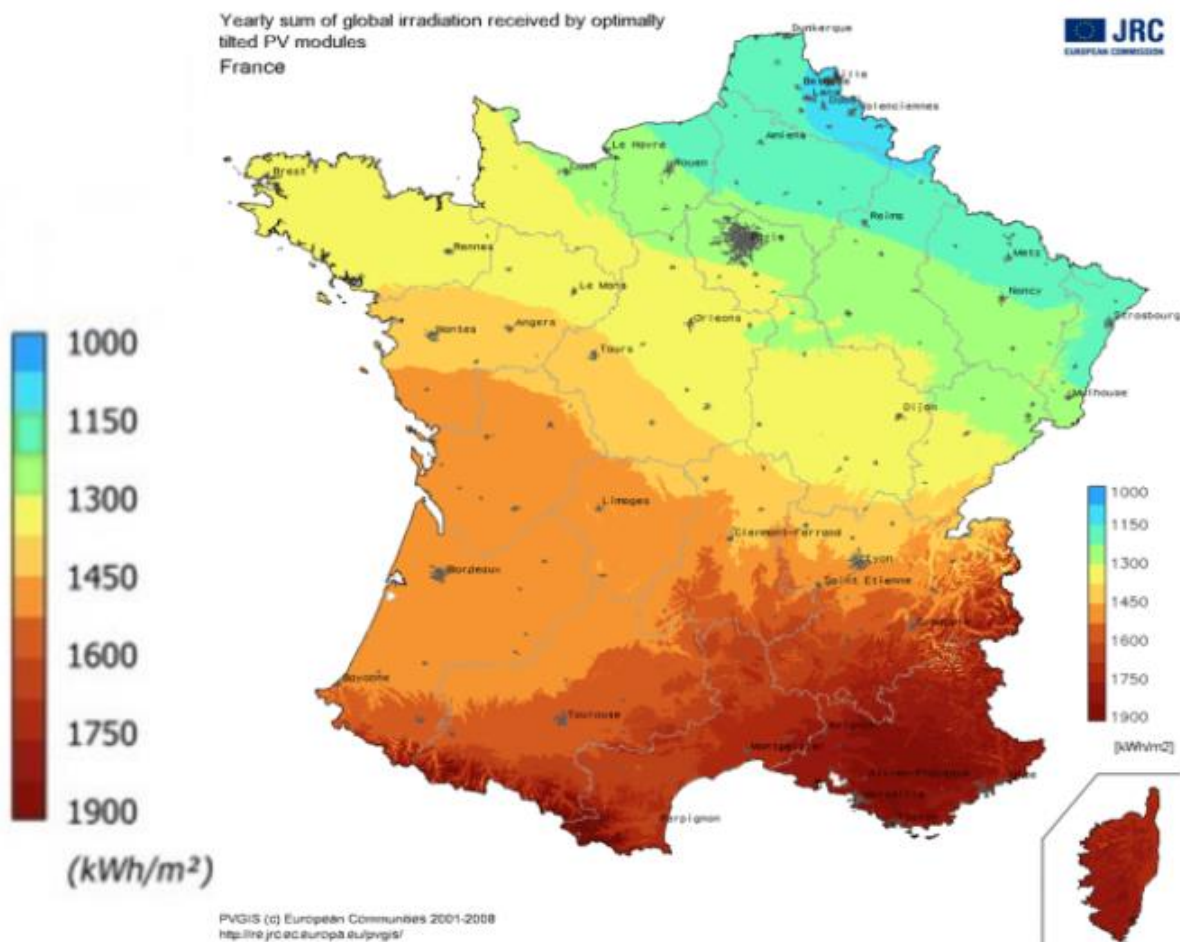 Yearly sum of global irradiation received by optimally
tilted PV modules
France
JRC
EUROPEAN COMMISSION
Dunkerque
Valenciennes
Amiens
Le Havre
Rouen
Reims
Metz
Brest
Rennes
Nancy
Le Mans
Strasbourg
Orleans
Nantes
Angers
Tours
Mulhouse
Dijon
Limoges
Clermont-Ferrand
Lyon
Bordeaux
Saint Etienne
Bayonne
Toulouse
Montpellier
1000
1150
1300
1450
1600
1750
1900
(kWh/m²)
1000
1150
1300
1450
1600
1750
1900
[kWh/m2]
PVGIS (c) European Communities 2001-2008
http://re.jrc.ec.europa.eu/pvgis/